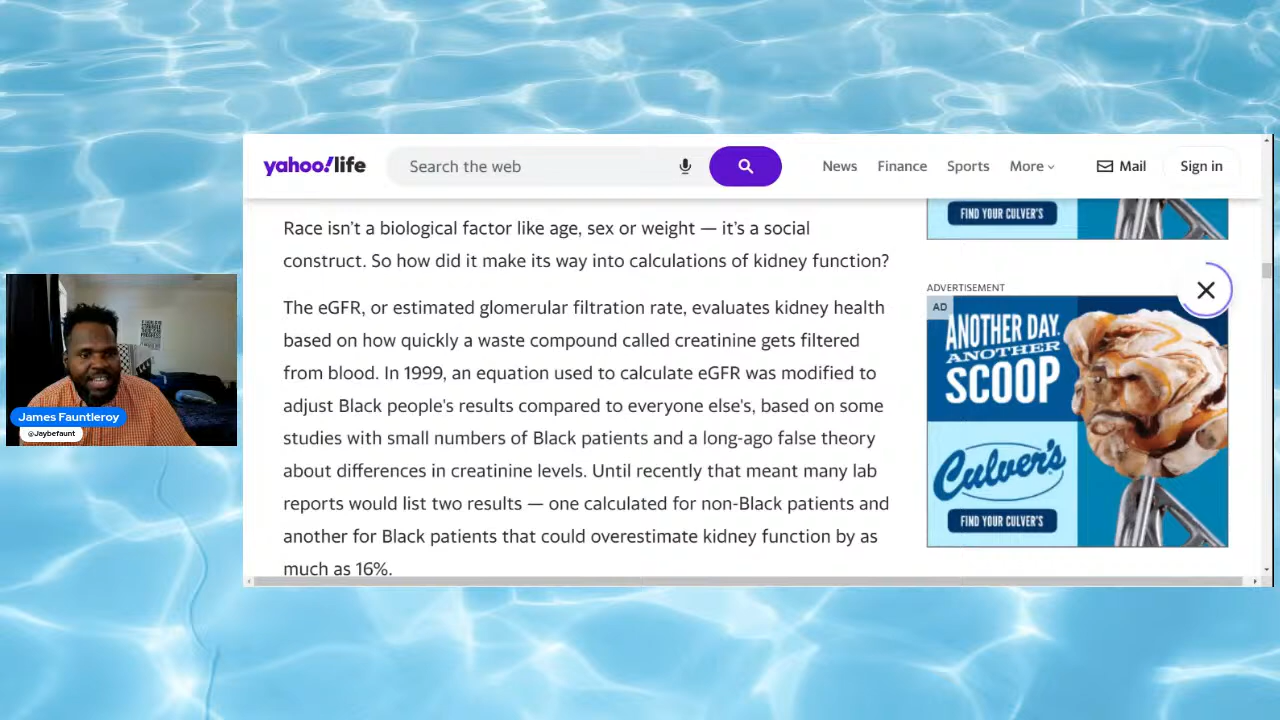 yahoo!life
Search the web
News
Finance
Sports
More
Mail
Sign in
Race isn't a biological factor like age, sex or weight — it's a social
construct. So how did it make its way into calculations of kidney function?
The eGFR, or estimated glomerular filtration rate, evaluates kidney health
based on how quickly a waste compound called creatinine gets filtered
from blood. In 1999, an equation used to calculate eGFR was modified to
adjust Black people's results compared to everyone else's, based on some
studies with small numbers of Black patients and a long-ago false theory
about differences in creatinine levels. Until recently that meant many lab
reports would list two results — one calculated for non-Black patients and
another for Black patients that could overestimate kidney function by as
much as 16%.
FIND YOUR CULVER'S
ADVERTISEMENT
AD
ANOTHER DAY.
ANOTHER
SCOOP
Culver's
FIND YOUR CULVER'S
James Fauntleroy
@Jaybefaunt